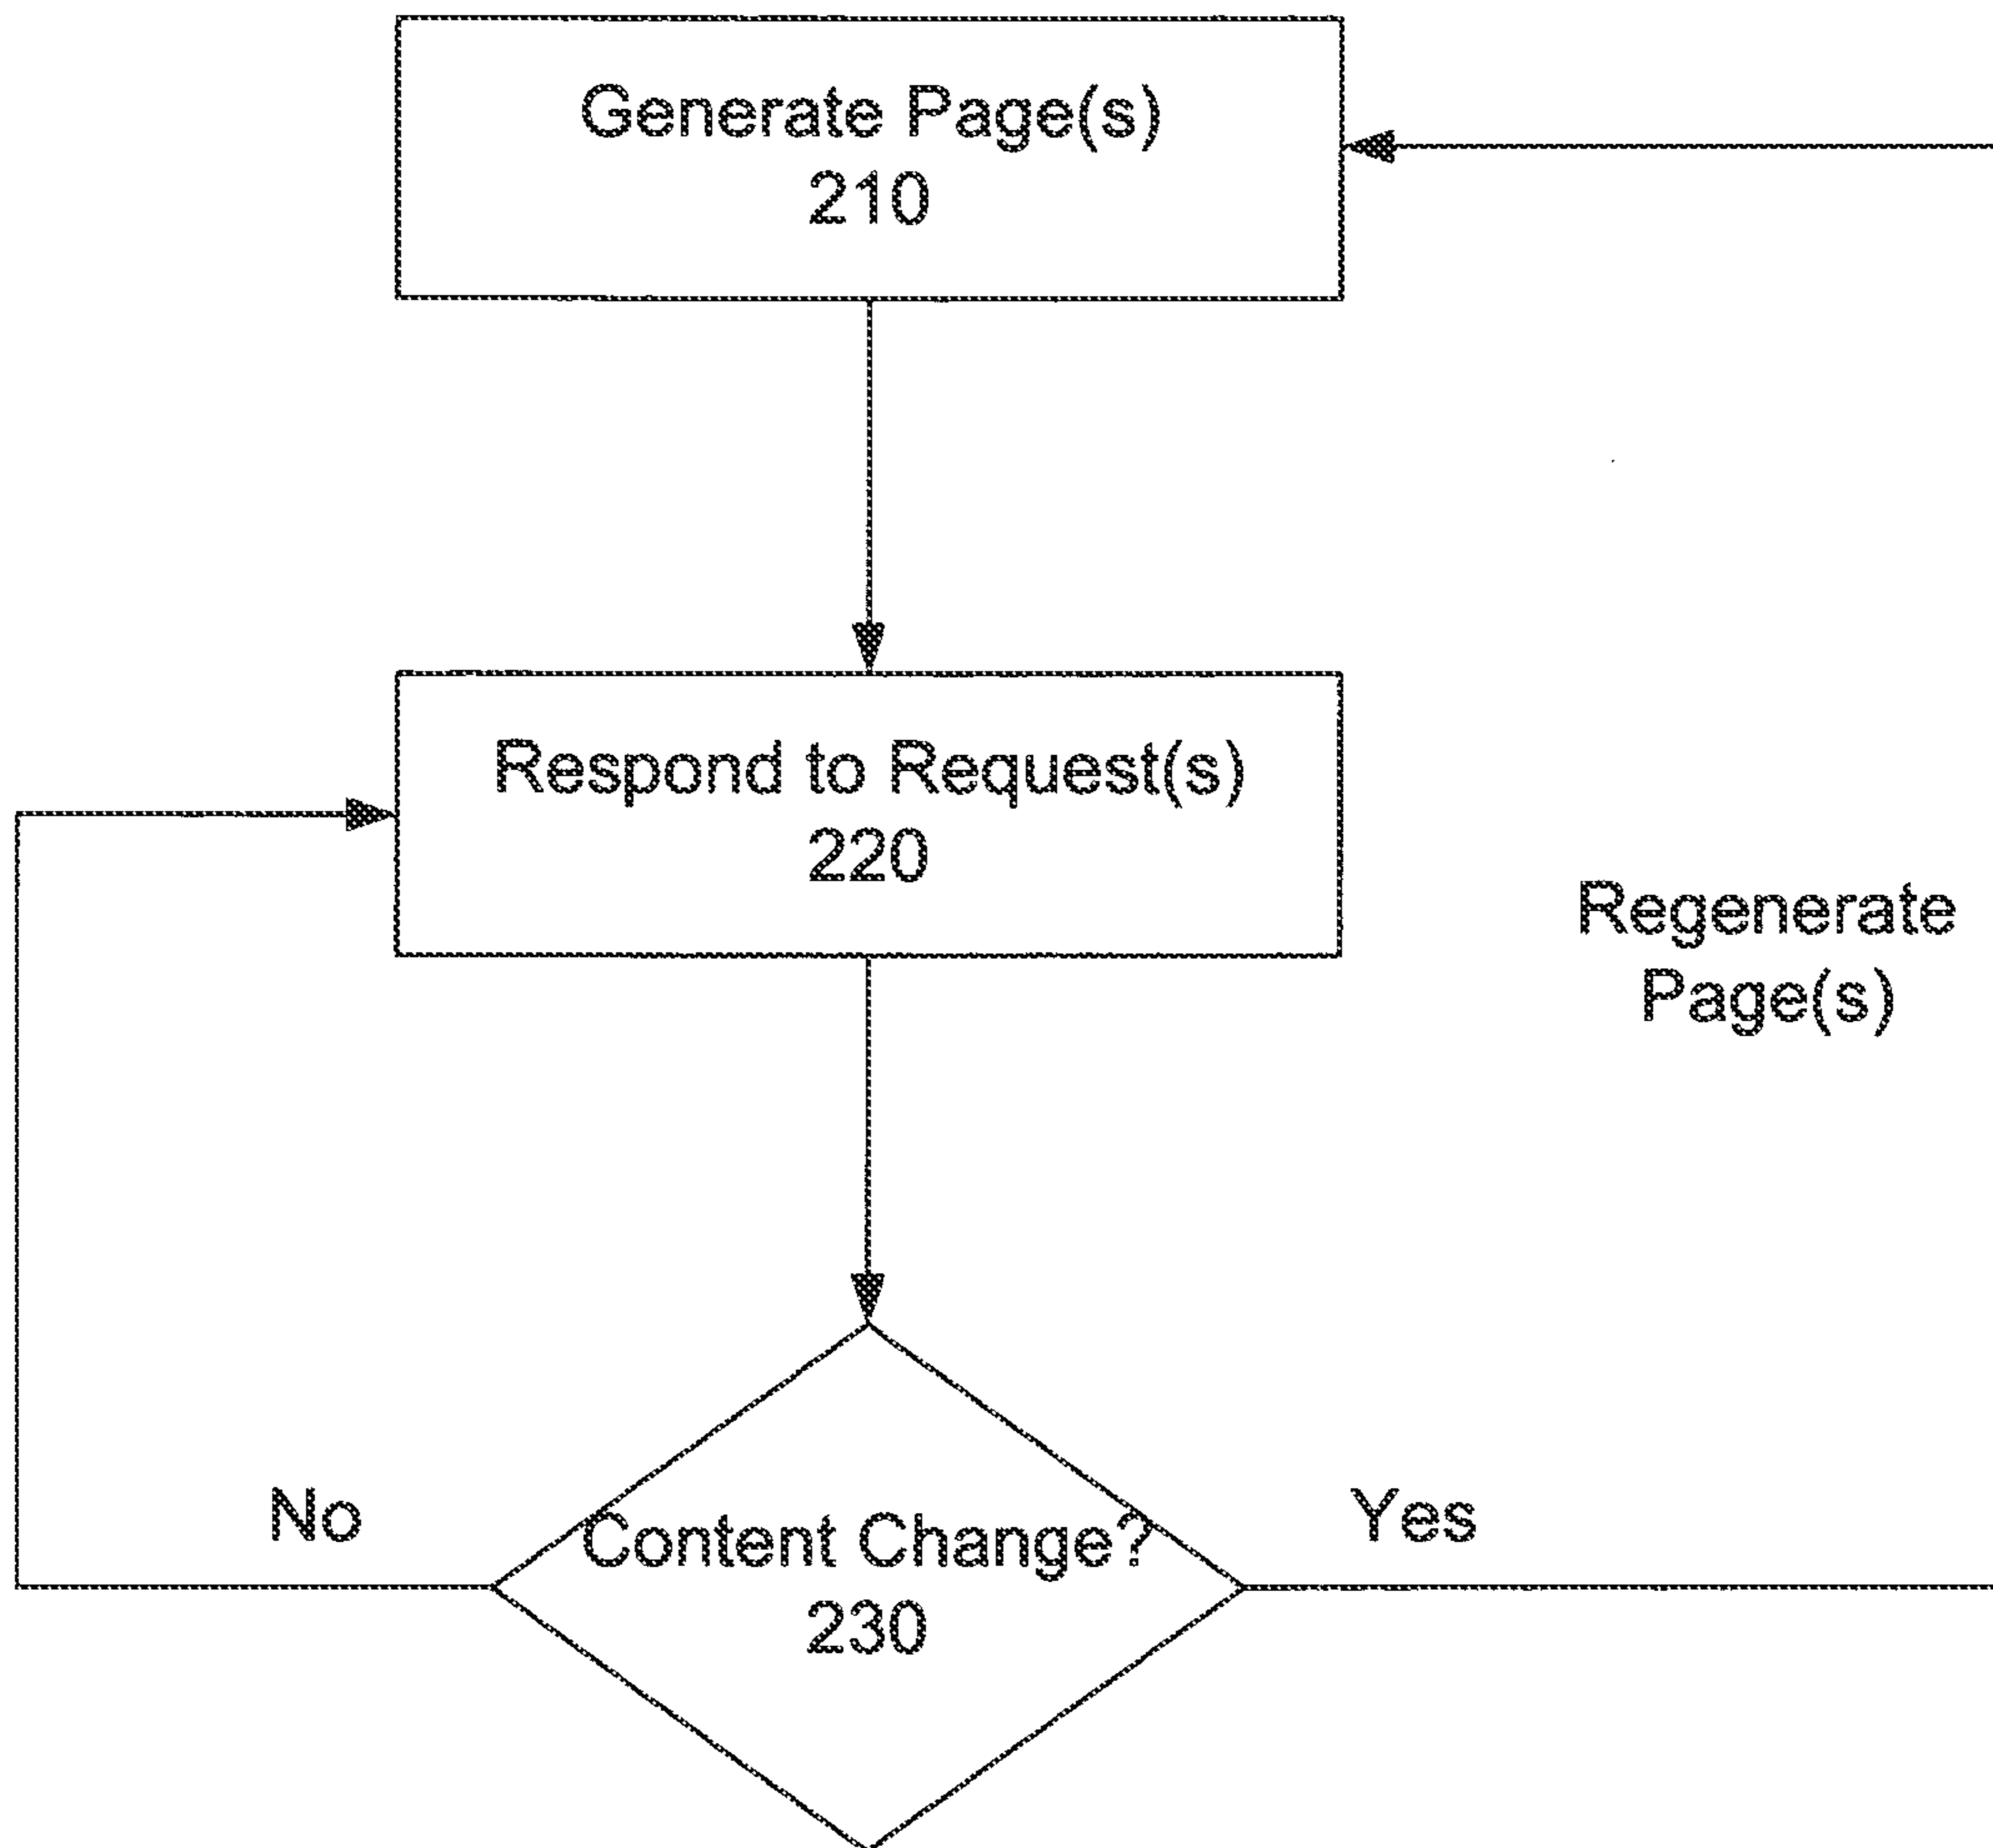 Generate Page(s)
210
Respond to Request(s)
220
Regenerate
Page(s)
No
Content Change?
230
Yes